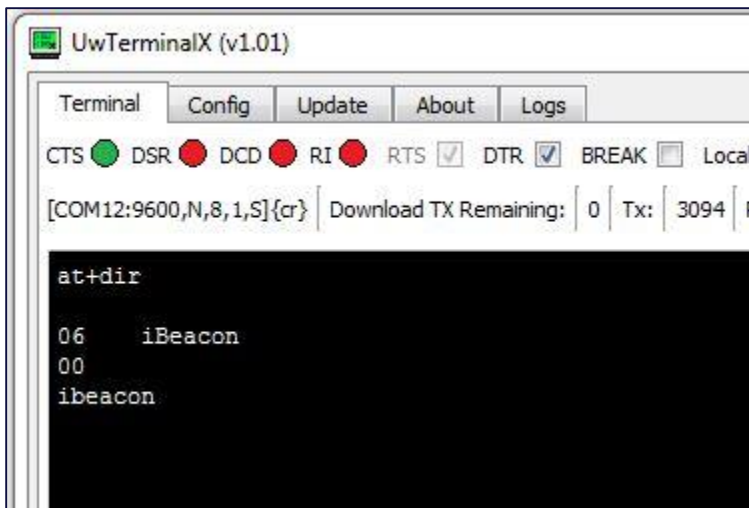 UwTerminalX (v1.01)
Terminal Config Update About Logs
CTS DSR DCD RI RTS DTR BREAK
[COM12:9600,N,8,1,S]{cr} Download TX Remaining: 0 Tx: 3094
at+dir
06 iBeacon
00
ibeacon